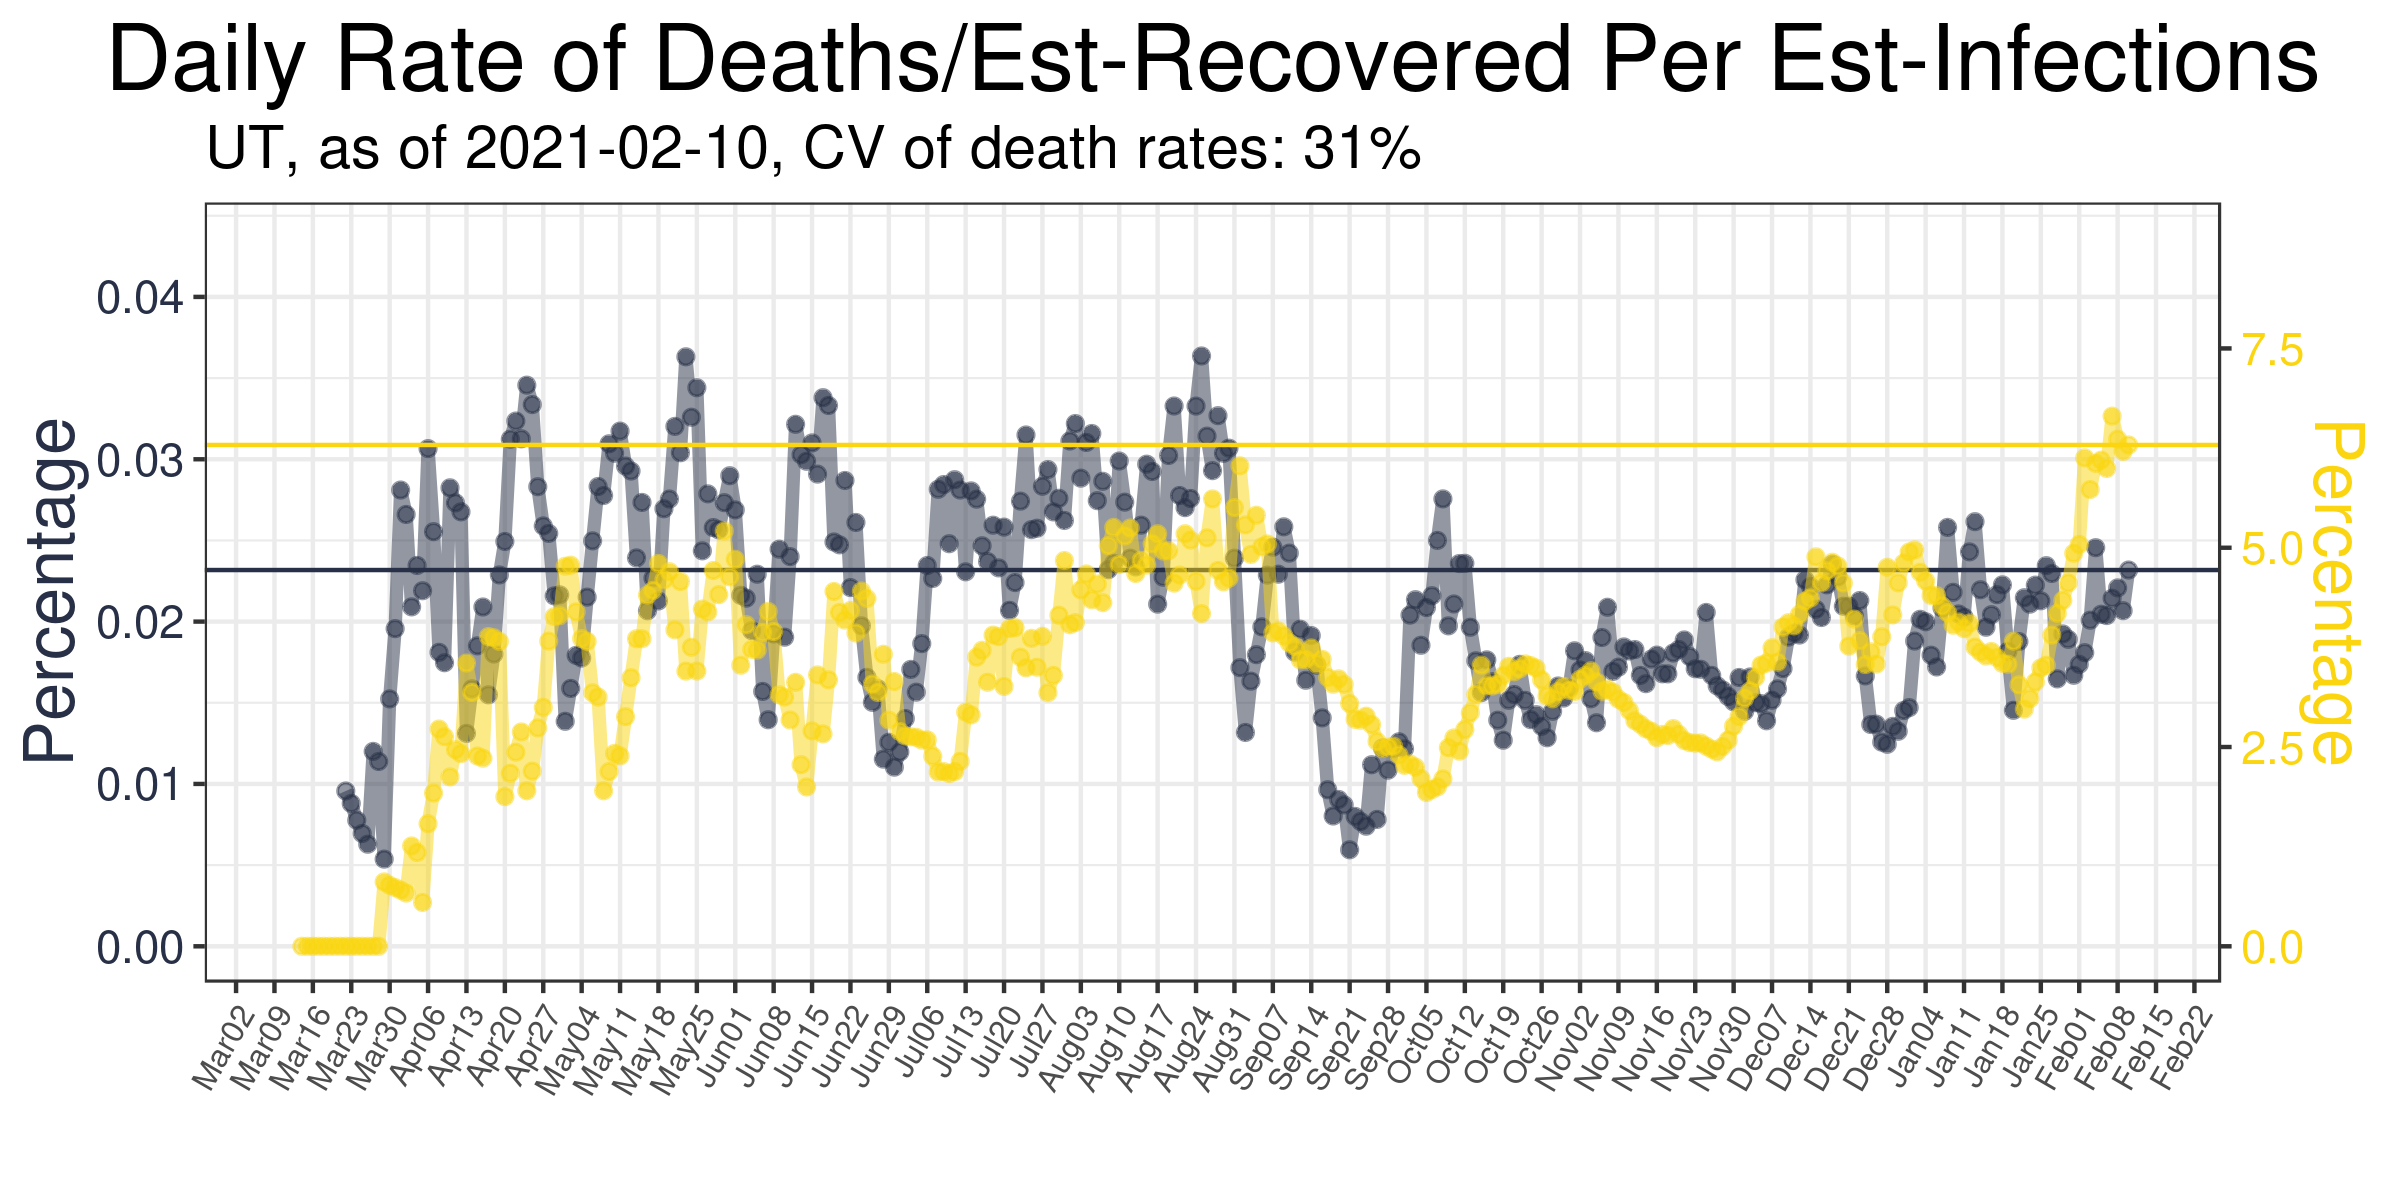 Daily Rate of Deaths/Est-Recovered Per Est-Infections
UT, as of 2021-02-10, CV of death rates: 31%
Percentage
0.04
0.03
0.02
0.01
0.00
7.5
5.0
2.5
0.0
Percentage
Mar02 Mar09 Mar16 Mar23 Mar30 Apr06 Apr13 Apr20 Apr27 May04 May11 May18 May25 Jun01 Jun08 Jun15 Jun22 Jun29 Jul06 Jul13 Jul20 Jul27 Aug03 Aug10 Aug17 Aug24 Aug31 Sep07 Sep14 Sep21 Sep28 Oct05 Oct12 Oct19 Oct26 Nov02 Nov09 Nov16 Nov23 Nov30 Dec07 Dec14 Dec21 Dec28 Jan04 Jan11 Jan18 Jan25 Feb01 Feb08 Feb15 Feb22